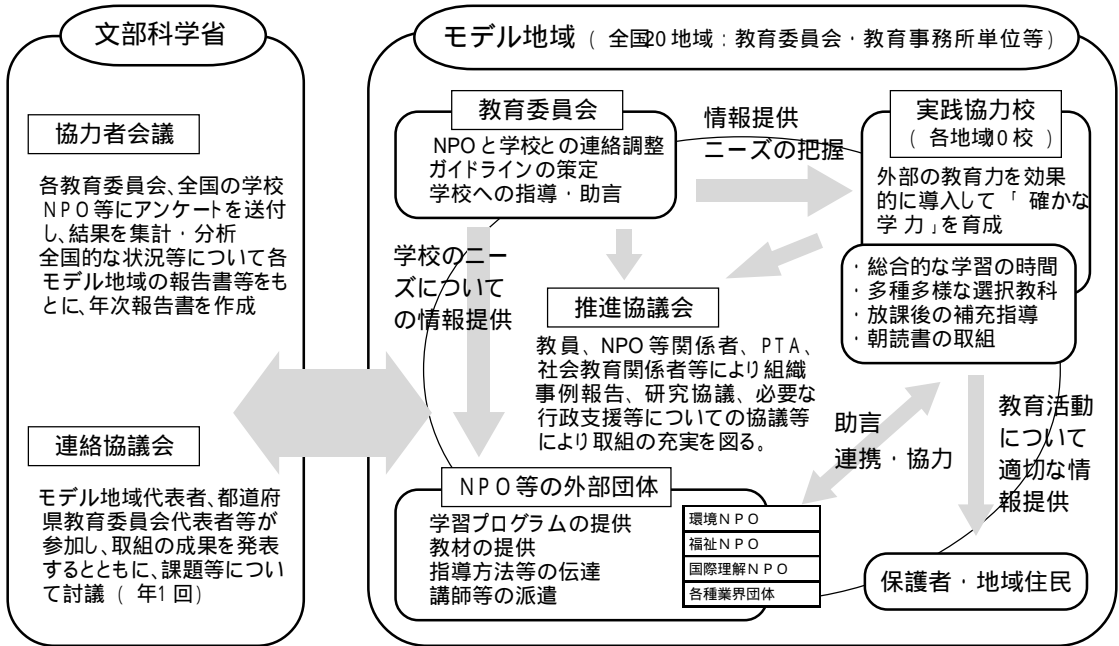 文部科学省
協力者会議
各教育委員会、全国の学校
NPO等にアンケートを送付
し、結果を集計・分析
全国的な状況等について各
モデル地域の報告書等をも
とに、年次報告書を作成
連絡協議会
モデル地域代表者、都道府
県教育委員会代表者等が
参加し、取組の成果を発表
するとともに、課題等につい
て討議(年1回)
モデル地域(全国20地域:教育委員会・教育事務所単位等)
教育委員会
NPOと学校との連絡調整
ガイドラインの策定
学校への指導・助言
情報提供
ニーズの把握
実践協力校
(各地域10校)
外部の教育力を効果
的に導入して「確かな
学力」を育成
・総合的な学習の時間
・多種多様な選択教科
・放課後の補充指導
・朝読書の取組
学校のニー
ズについて
の情報提供
推進協議会
教員、NPO等関係者、PTA、
社会教育関係者等により組織
事例報告、研究協議、必要な
行政支援等についての協議等
により取組の充実を図る。
助言
連携・協力
教育活動
について
適切な情
報提供
NPO等の外部団体
学習プログラムの提供
教材の提供
指導方法等の伝達
講師等の派遣
環境NPO
福祉NPO
国際理解NPO
各種業界団体
保護者・地域住民